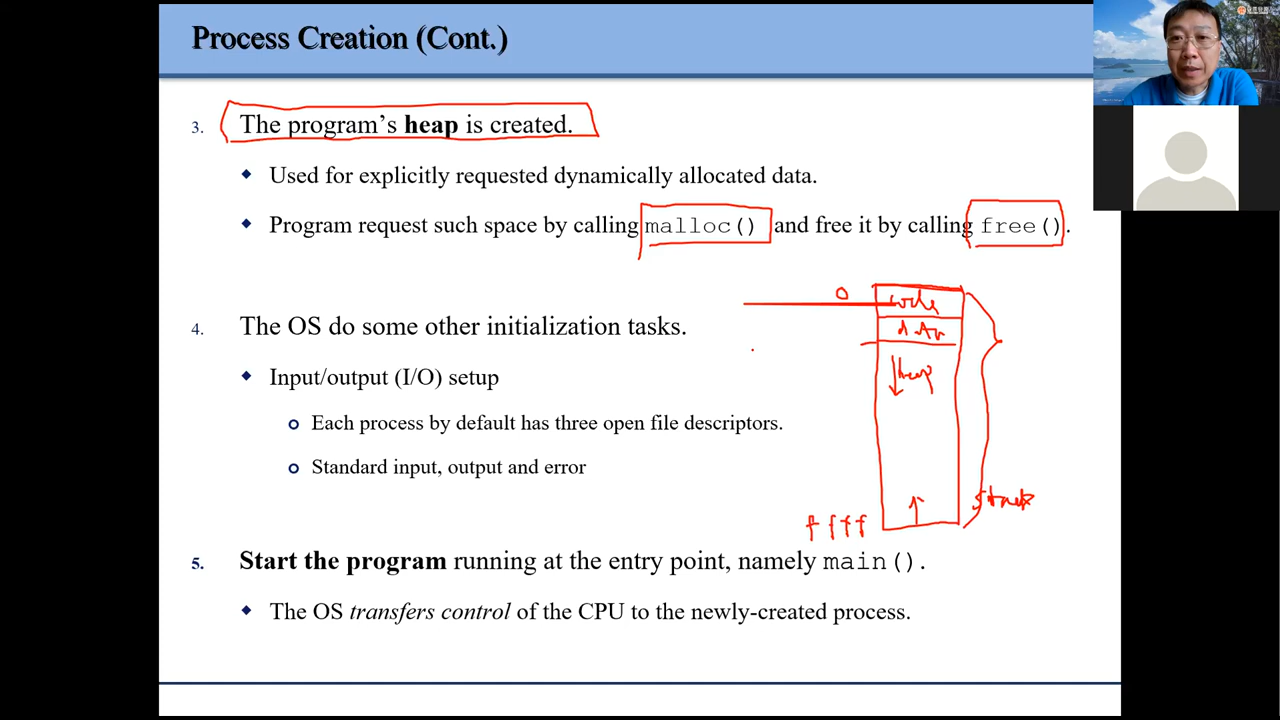 Process Creation (Cont.)
3. The program's heap is created.
Used for explicitly requested dynamically allocated data.
Program request such space by calling malloc() and free it by calling free().
0
code
data
heap
4. The OS do some other initialization tasks.
Input/output (I/O) setup
Each process by default has three open file descriptors.
Standard input, output and error
stack
ffff
5. Start the program running at the entry point, namely main().
The OS transfers control of the CPU to the newly-created process.